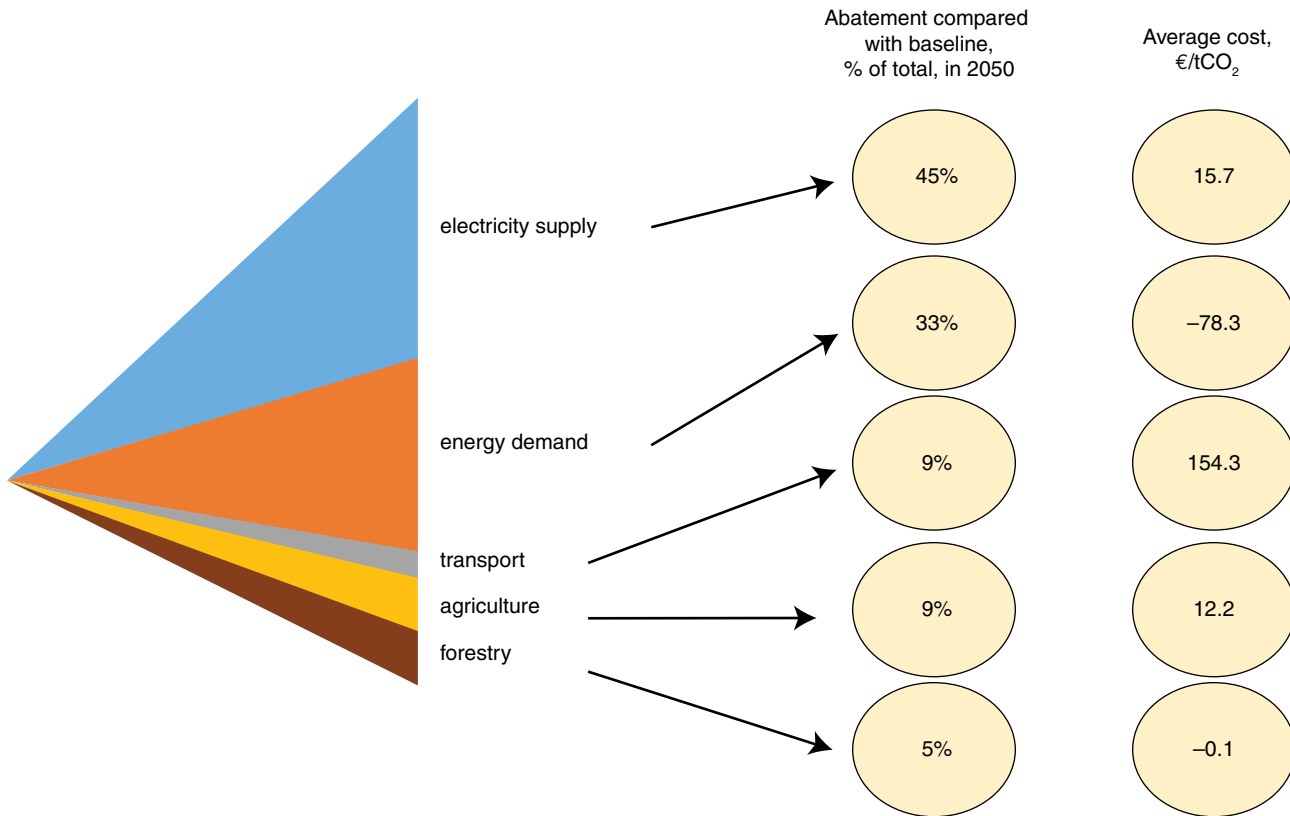 Abatement compared
with baseline,
% of total, in 2050
Average cost,
€/tCO₂
electricity supply
45%
15.7
energy demand
33%
–78.3
transport
9%
154.3
agriculture
9%
12.2
forestry
5%
–0.1